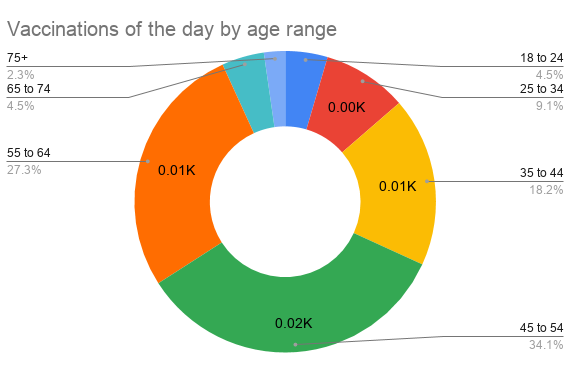 Vaccinations of the day by age range
75+
2.3%
65 to 74
4.5%
55 to 64
27.3%
18 to 24
4.5%
25 to 34
9.1%
35 to 44
18.2%
45 to 54
34.1%
0.00K
0.01K
0.01K
0.02K